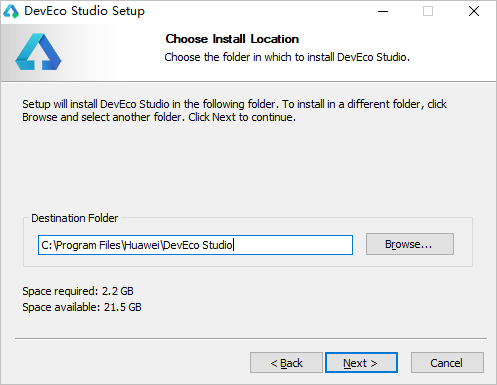 DevEco Studio Setup
Choose Install Location
Choose the folder in which to install DevEco Studio.
Setup will install DevEco Studio in the following folder. To install in a different folder, click
Browse and select another folder. Click Next to continue.
Destination Folder
C:\Program Files\Huawei\DevEco Studio
Browse...
Space required: 2.2 GB
Space available: 21.5 GB
< Back
Next >
Cancel